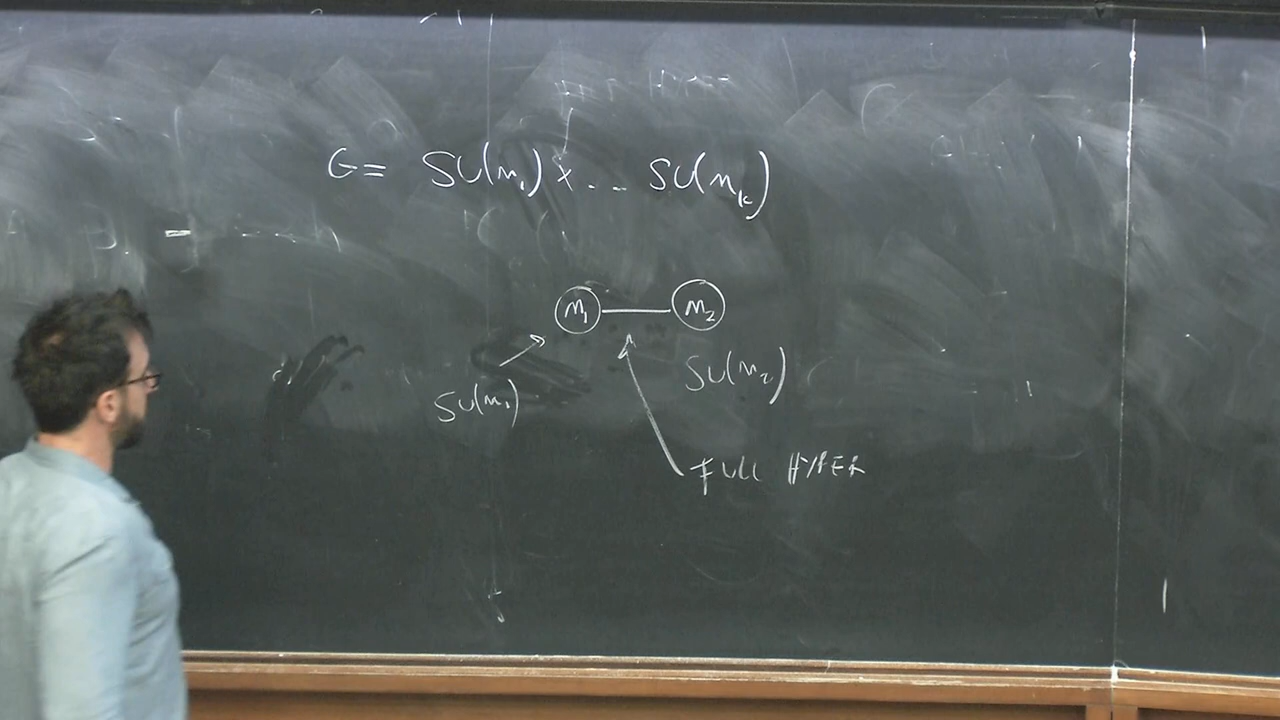 G = SU(n₁) x . . – SU(nₖ)
n₁ n₂
SU(n₂)
SU(n₁)
FULL HYPER